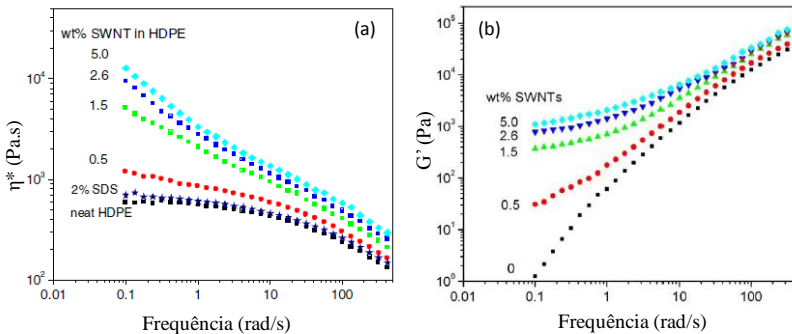 (a)
wt% SWNT in HDPE
5.0
2.6
1.5
0.5
2% SDS
neat HDPE
10⁴
10³
10²
η* (Pa.s)
0.01 0.1 1 10 100
Frequência (rad/s)
(b)
wt% SWNTs
5.0
2.6
1.5
0.5
0
10⁵
10⁴
10³
10²
10¹
10⁰
G’ (Pa)
0.01 0.1 1 10 100
Frequência (rad/s)